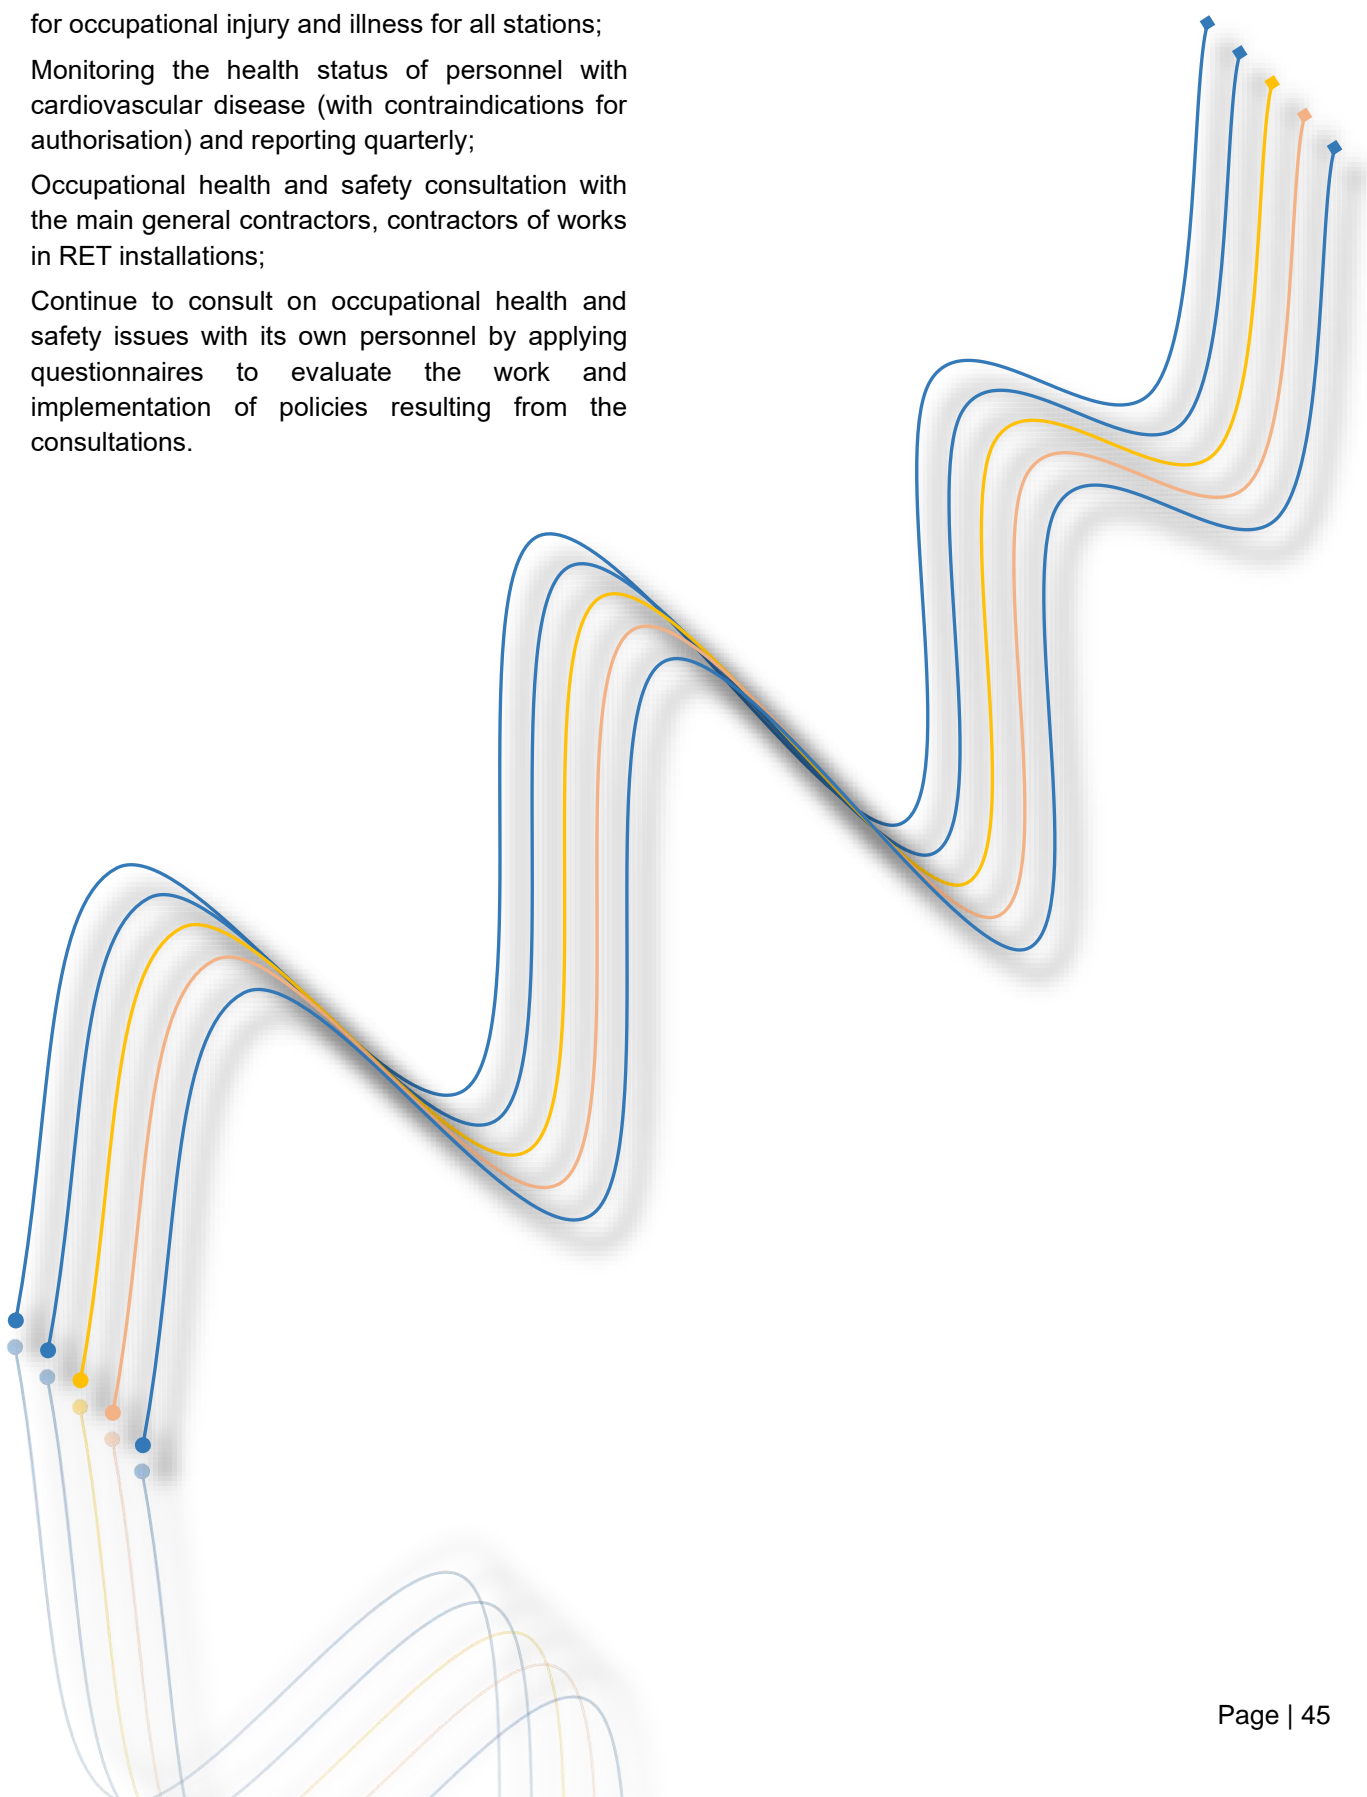 for occupational injury and illness for all stations;
Monitoring the health status of personnel with
cardiovascular disease (with contraindications for
authorisation) and reporting quarterly;
Occupational health and safety consultation with
the main general contractors, contractors of works
in RET installations;
Continue to consult on occupational health and
safety issues with its own personnel by applying
questionnaires to evaluate the work and
implementation of policies resulting from the
consultations.
Page | 45